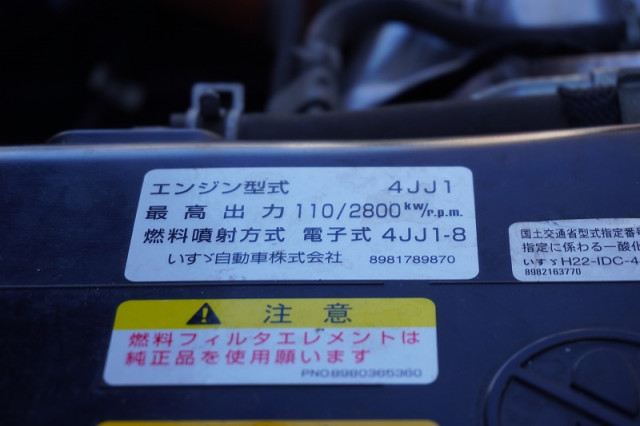 エンジン型式 4JJ1
最高出力 110/2800kW/r.p.m.
燃料噴射方式 電子式 4JJ1-8
いすゞ自動車株式会社 8981789870
国土交通省型式指定番号
指定に係わる一酸化
いすゞH22-IDC-4
8982163770
注意
燃料フィルタエレメントは
純正品を使用願います
PNO8980365360